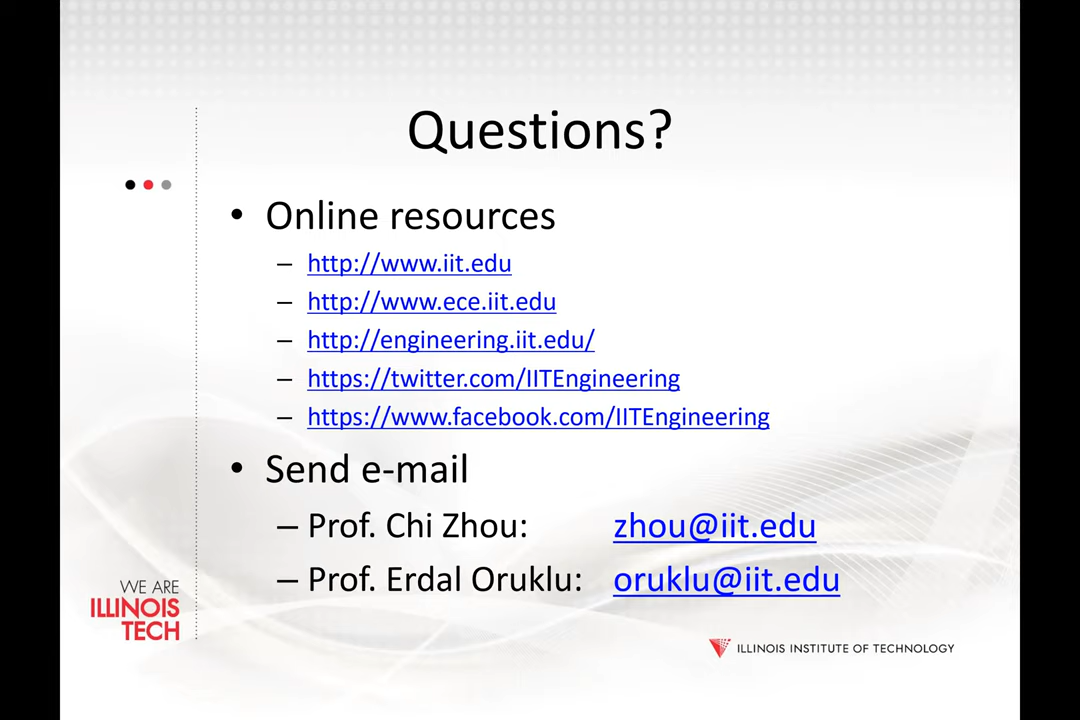 Questions?
• Online resources
– http://www.iit.edu
– http://www.ece.iit.edu
– http://engineering.iit.edu/
– https://twitter.com/IITEngineering
– https://www.facebook.com/IITEngineering
• Send e-mail
– Prof. Chi Zhou: zhou@iit.edu
– Prof. Erdal Oruklu: oruklu@iit.edu
WE ARE
ILLINOIS
TECH
ILLINOIS INSTITUTE OF TECHNOLOGY